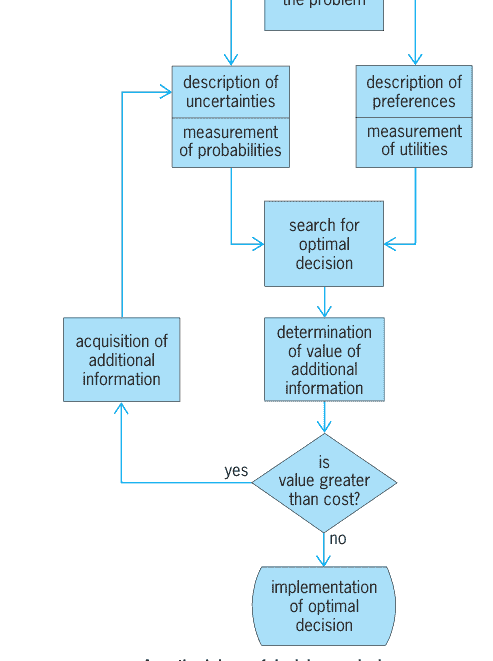 the problem
description of
uncertainties
measurement
of probabilities
description of
preferences
measurement
of utilities
search for
optimal
decision
acquisition of
additional
information
determination
of value of
additional
information
is
value greater
than cost?
yes
no
implementation
of optimal
decision